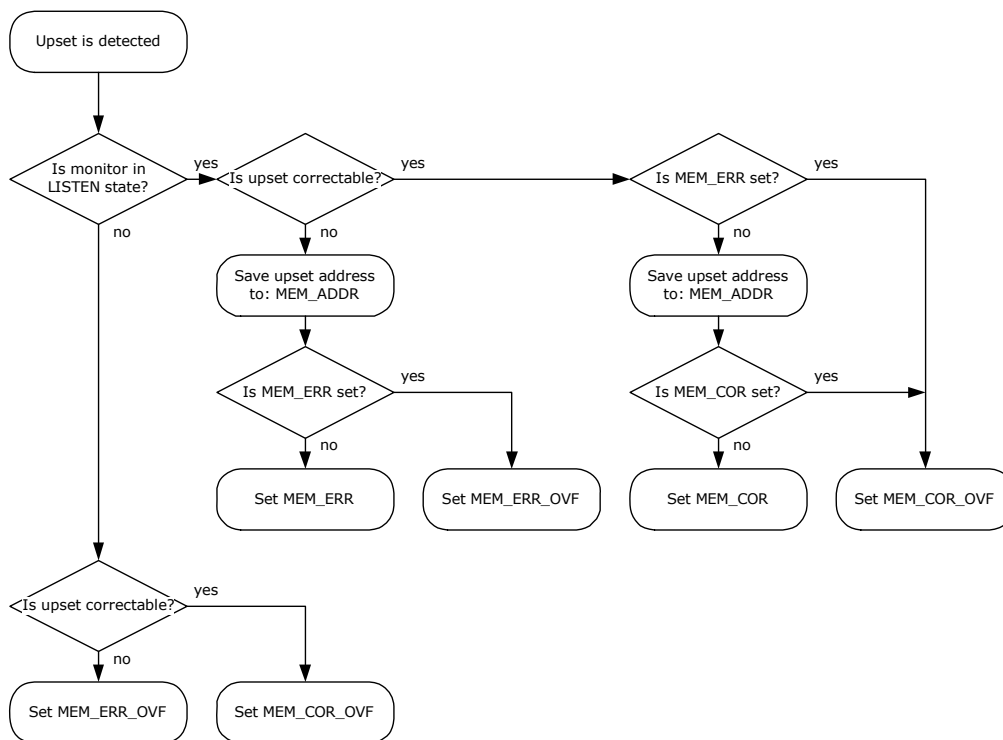 Upset is detected
Is monitor in
LISTEN state?
yes
Is upset correctable?
yes
Is MEM_ERR set?
yes
no
no
no
Save upset address
to: MEM_ADDR
Save upset address
to: MEM_ADDR
Is MEM_ERR set?
yes
Is MEM_COR set?
yes
no
no
Set MEM_ERR
Set MEM_ERR_OVF
Set MEM_COR
Set MEM_COR_OVF
Is upset correctable?
yes
no
Set MEM_ERR_OVF
Set MEM_COR_OVF